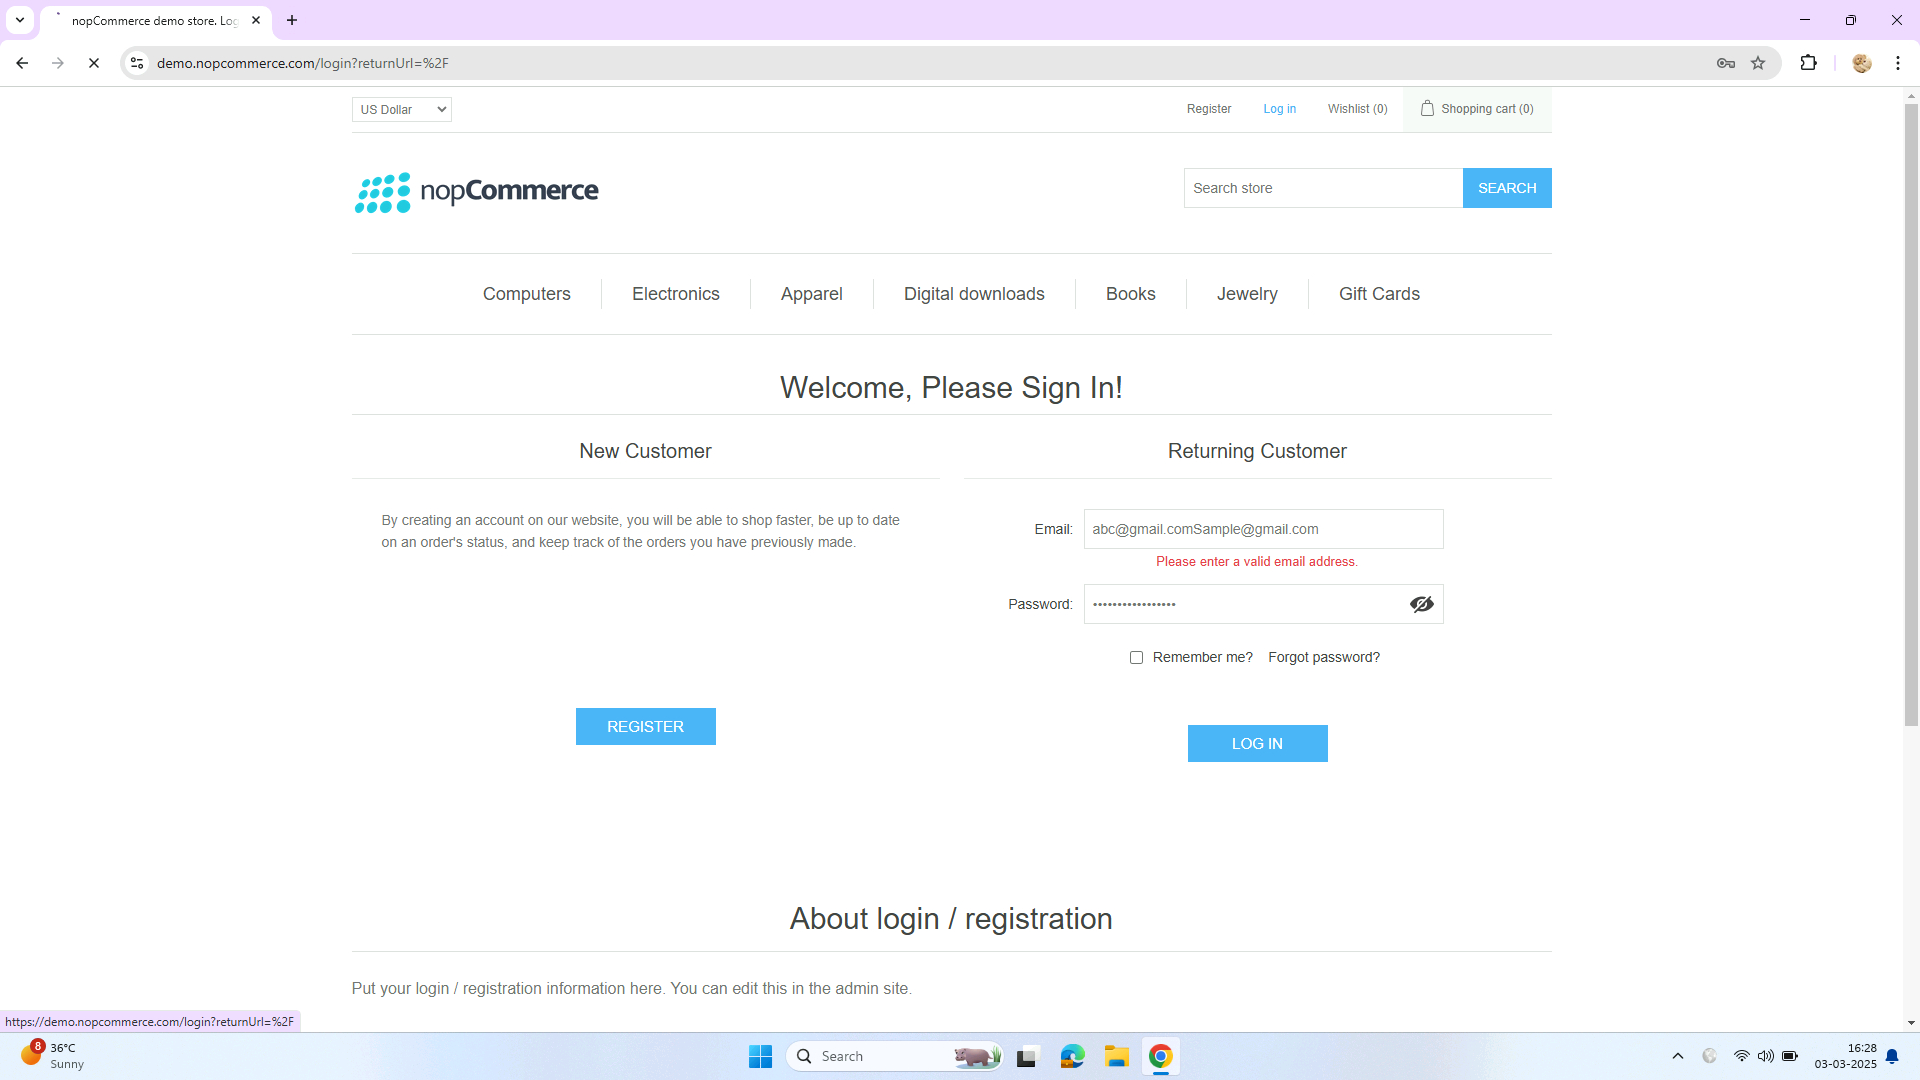 nopCommerce demo store. Log
demo.nopcommerce.com/login?returnUrl=%2F
US Dollar
Register
Log in
Wishlist (0)
Shopping cart (0)
nopCommerce
Search store
SEARCH
Computers
Electronics
Apparel
Digital downloads
Books
Jewelry
Gift Cards
Welcome, Please Sign In!
New Customer
By creating an account on our website, you will be able to shop faster, be up to date
on an order's status, and keep track of the orders you have previously made.
REGISTER
Returning Customer
Email:
abc@gmail.comSample@gmail.com
Please enter a valid email address.
Password:
•••••••••••••••••
Remember me?
Forgot password?
LOG IN
About login / registration
Put your login / registration information here. You can edit this in the admin site.
https://demo.nopcommerce.com/login?returnUrl=%2F
8
36°C
Sunny
Search
16:28
03-03-2025